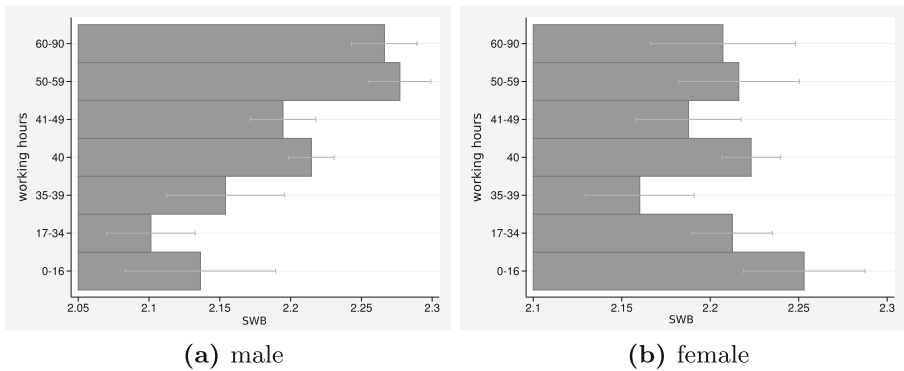 working hours
60-90
50-59
41-49
40
35-39
17-34
0-16
2.05 2.1 2.15 2.2 2.25 2.3
SWB
(a) male
working hours
60-90
50-59
41-49
40
35-39
17-34
0-16
2.1 2.15 2.2 2.25 2.3
SWB
(b) female